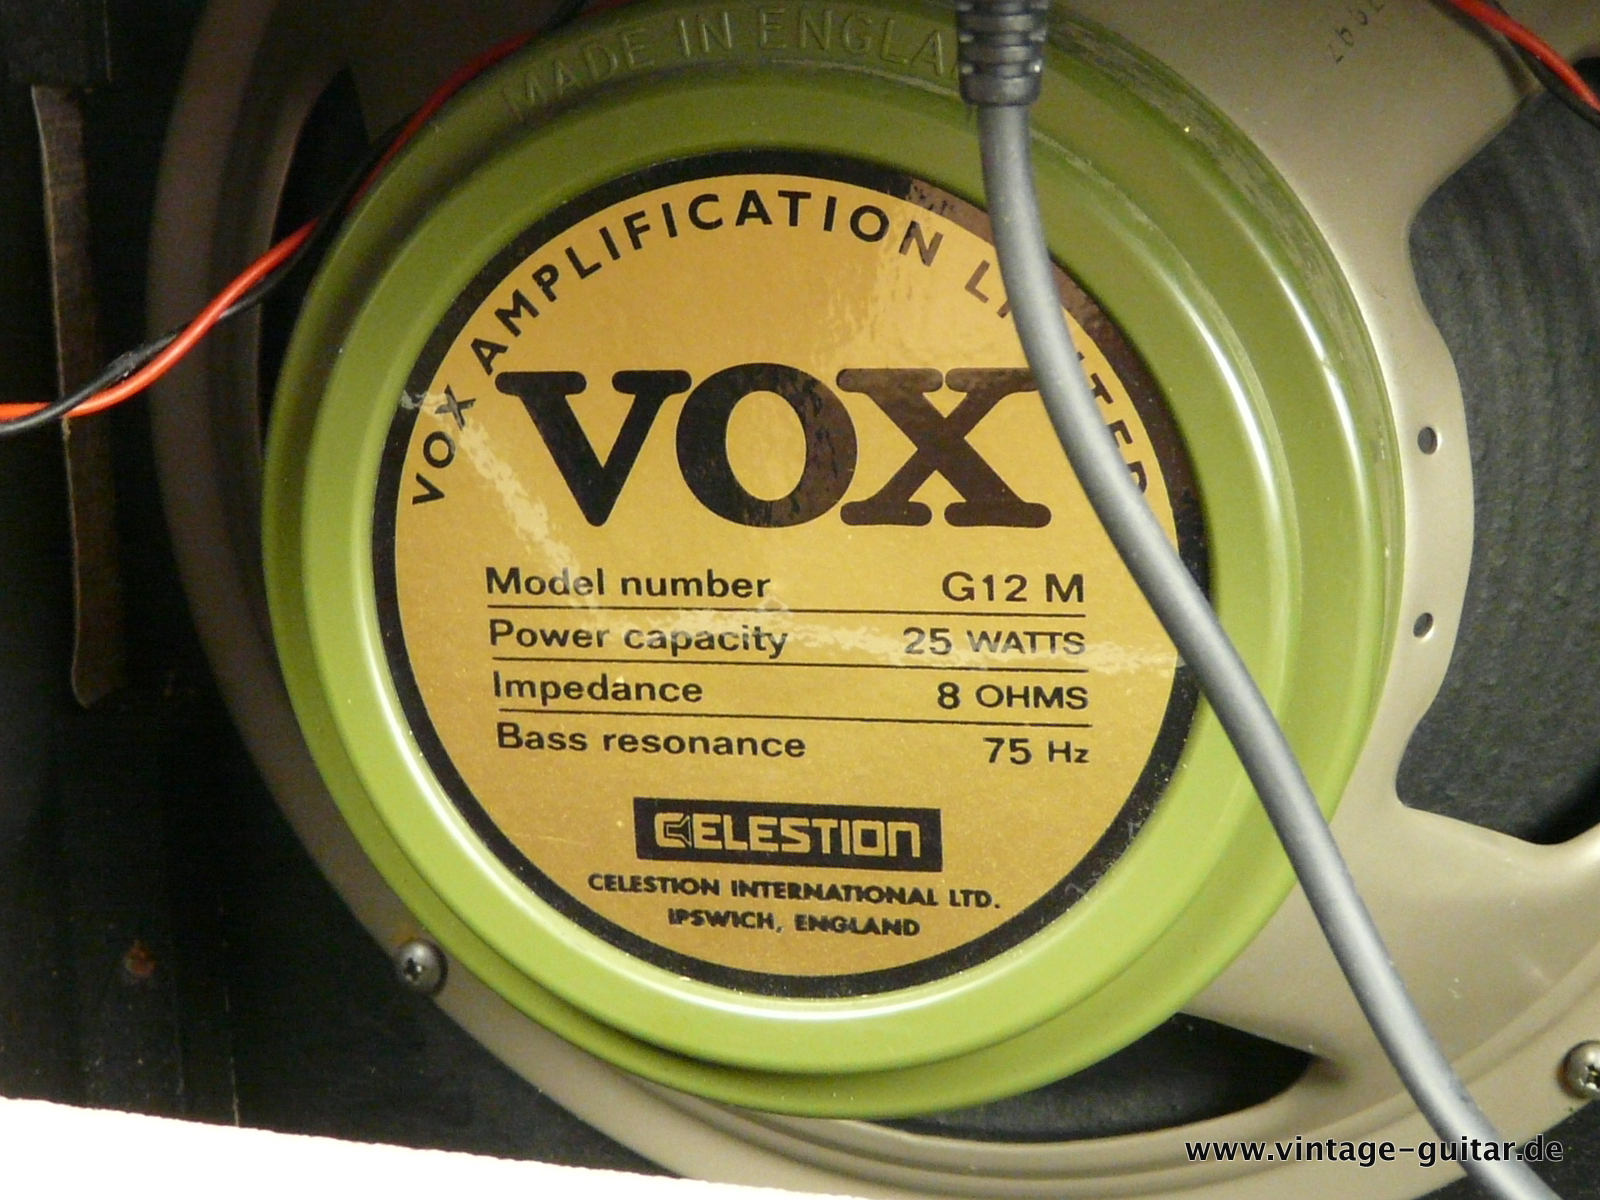 MADE IN ENGLA
VOX AMPLIFICATION LIMITED
VOX
Model number G12 M
Power capacity 25 WATTS
Impedance 8 OHMS
Bass resonance 75 Hz
CELESTION
CELESTION INTERNATIONAL LTD.
IPSWICH, ENGLAND
www.vintage-guitar.de